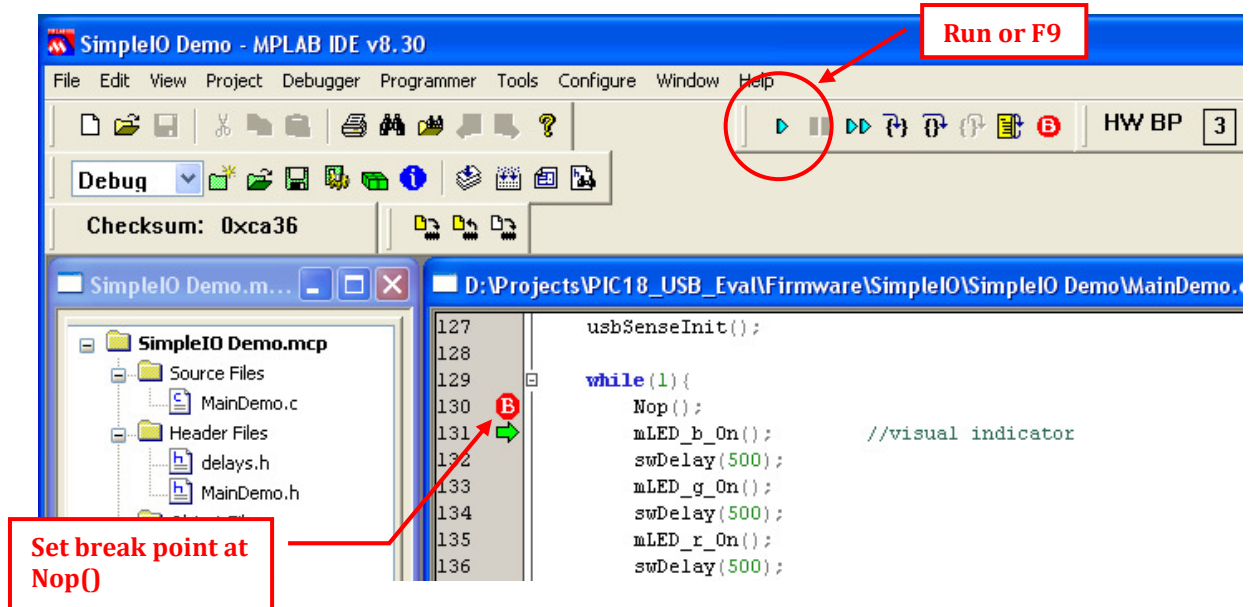 Run or F9
SimpleIO Demo - MPLAB IDE v8.30
File Edit View Project Debugger Programmer Tools Configure Window Help
HW BP 3
Debug
Checksum: 0xca36
SimpleIO Demo.m...
D:\Projects\PIC18_USB_Eval\Firmware\SimpleIO\SimpleIO Demo\MainDemo.c
SimpleIO Demo.mcp
Source Files
MainDemo.c
Header Files
delays.h
MainDemo.h
127 usbSenseInit();
128
129 while(1){
130 B Nop();
131 mLED_b_On(); //visual indicator
132 swDelay(500);
133 mLED_g_On();
134 swDelay(500);
135 mLED_r_On();
136 swDelay(500);
Set break point at
Nop()